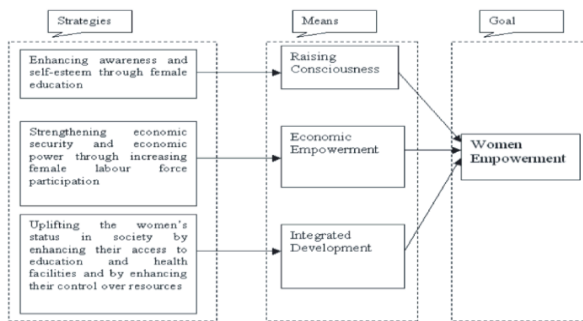 Strategies
Means
Goal
Enhancing awareness and
self-esteem through female
education
Raising
Consciousness
Strengthening economic
security and economic
power through increasing
female labour force
participation
Economic
Empowerment
Women
Empowerment
Uplifting the women's
status in society by
enhancing their access to
education and health
facilities and by enhancing
their control over resources
Integrated
Development